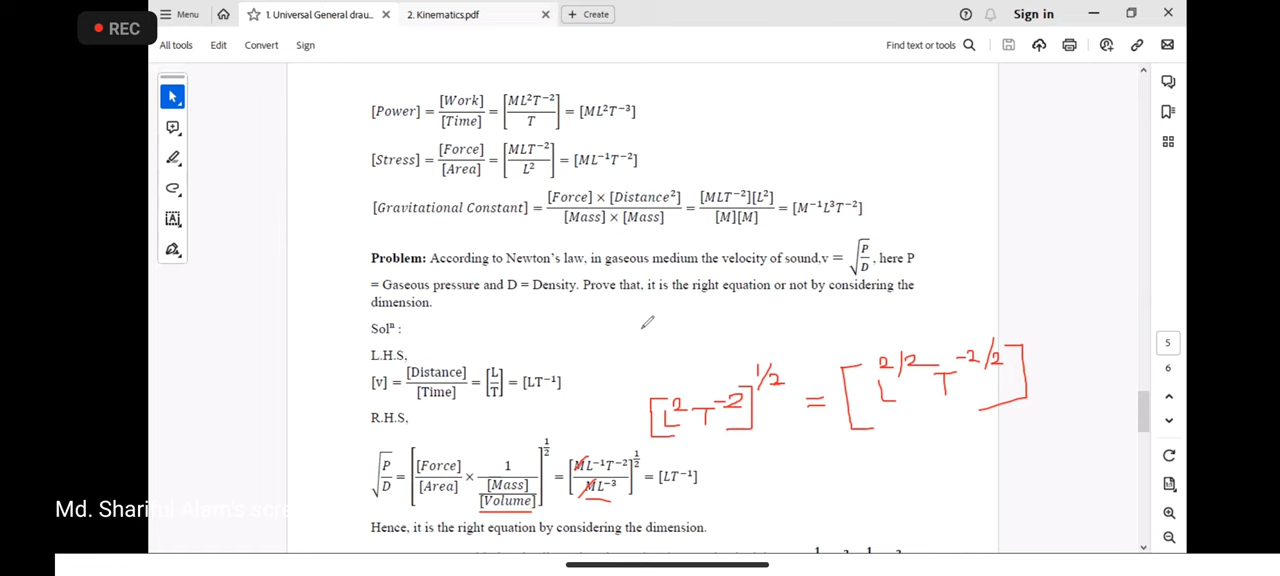 REC
Menu
1. Universal General drau...
2. Kinematics.pdf
Create
Sign in
All tools Edit Convert Sign
Find text or tools
[Power] = [Work]/[Time] = [ML²T⁻²/T] = [ML²T⁻³]
[Stress] = [Force]/[Area] = [MLT⁻²/L²] = [ML⁻¹T⁻²]
[Gravitational Constant] = [Force] × [Distance²]/[Mass] × [Mass] = [MLT⁻²][L²]/[M][M] = [M⁻¹L³T⁻²]
Problem: According to Newton's law, in gaseous medium the velocity of sound,v = √P/D, here P
= Gaseous pressure and D = Density. Prove that, it is the right equation or not by considering the
dimension.
Solⁿ :
L.H.S,
[v] = [Distance]/[Time] = [L/T] = [LT⁻¹]
[L² T⁻²]^1/2 = [L^2/2 T^-2/2]
R.H.S,
√P/D = [[Force]/[Area] × 1/[Mass]/[Volume]]^1/2 = [ML⁻¹T⁻²/ML⁻³]^1/2 = [LT⁻¹]
Md. Shariful Alam's scre
Hence, it is the right equation by considering the dimension.
5
6